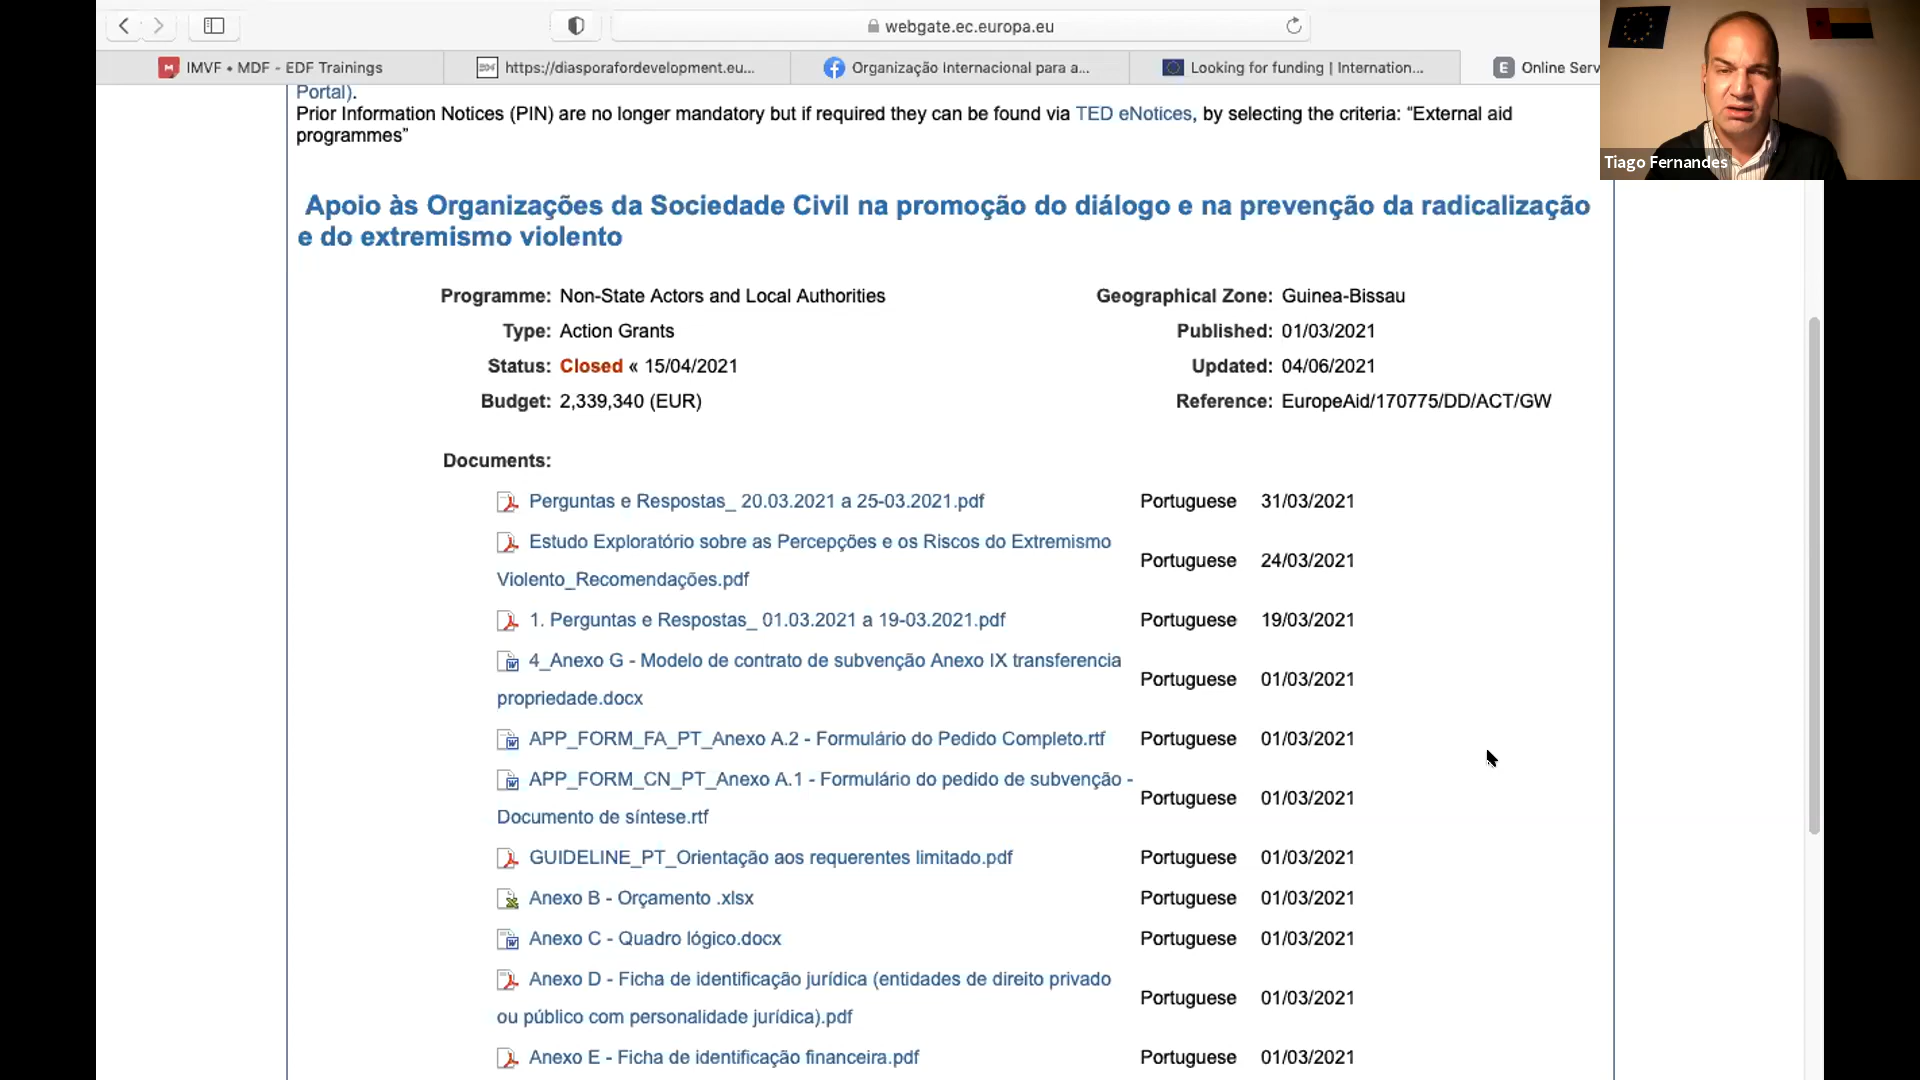 webgate.ec.europa.eu
IMVF • MDF - EDF Trainings
https://diasporafordevelopment.eu...
Organização Internacional para a...
Looking for funding | Internation...
E Online Serv
Portal).
Prior Information Notices (PIN) are no longer mandatory but if required they can be found via TED eNotices, by selecting the criteria: “External aid
programmes”
Tiago Fernandes
Apoio às Organizações da Sociedade Civil na promoção do diálogo e na prevenção da radicalização
e do extremismo violento
Programme: Non-State Actors and Local Authorities
Geographical Zone: Guinea-Bissau
Type: Action Grants
Published: 01/03/2021
Status: Closed « 15/04/2021
Updated: 04/06/2021
Budget: 2,339,340 (EUR)
Reference: EuropeAid/170775/DD/ACT/GW
Documents:
Perguntas e Respostas_ 20.03.2021 a 25-03.2021.pdf Portuguese 31/03/2021
Estudo Exploratório sobre as Percepções e os Riscos do Extremismo
Violento_Recomendações.pdf
Portuguese 24/03/2021
1. Perguntas e Respostas_ 01.03.2021 a 19-03.2021.pdf Portuguese 19/03/2021
4_Anexo G - Modelo de contrato de subvenção Anexo IX transferencia
propriedade.docx
Portuguese 01/03/2021
APP_FORM_FA_PT_Anexo A.2 - Formulário do Pedido Completo.rtf Portuguese 01/03/2021
APP_FORM_CN_PT_Anexo A.1 - Formulário do pedido de subvenção -
Documento de síntese.rtf
Portuguese 01/03/2021
GUIDELINE_PT_Orientação aos requerentes limitado.pdf Portuguese 01/03/2021
Anexo B - Orçamento .xlsx Portuguese 01/03/2021
Anexo C - Quadro lógico.docx Portuguese 01/03/2021
Anexo D - Ficha de identificação jurídica (entidades de direito privado
ou público com personalidade jurídica).pdf
Portuguese 01/03/2021
Anexo E - Ficha de identificação financeira.pdf Portuguese 01/03/2021